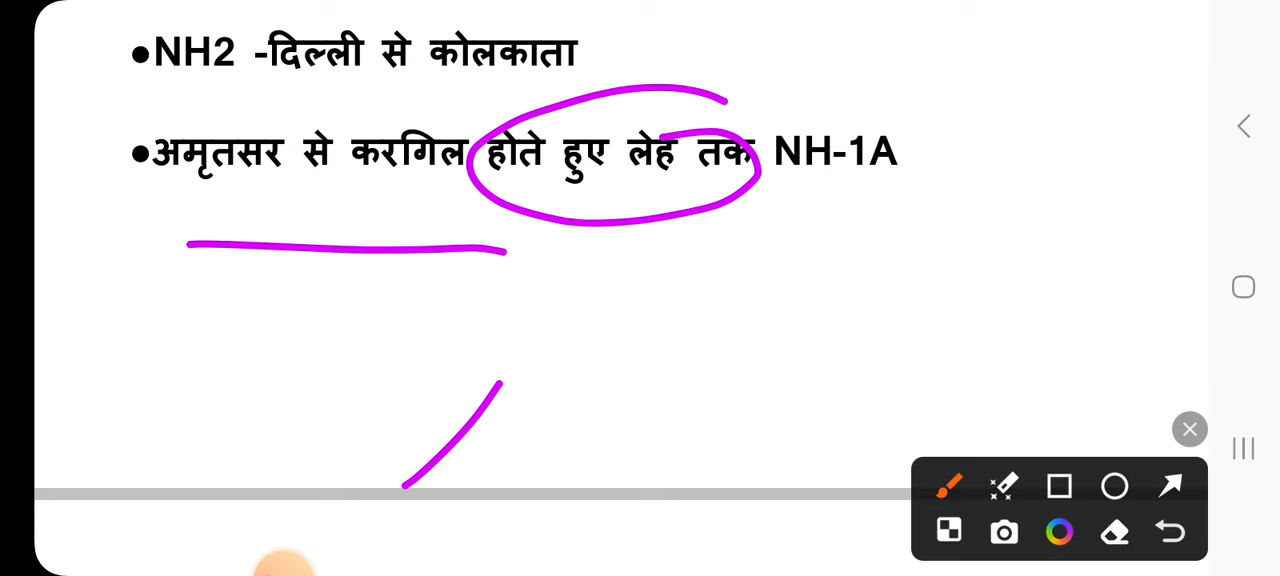 ●NH2 -दिल्ली से कोलकाता
●अमृतसर से करगिल होते हुए लेह तक NH-1A